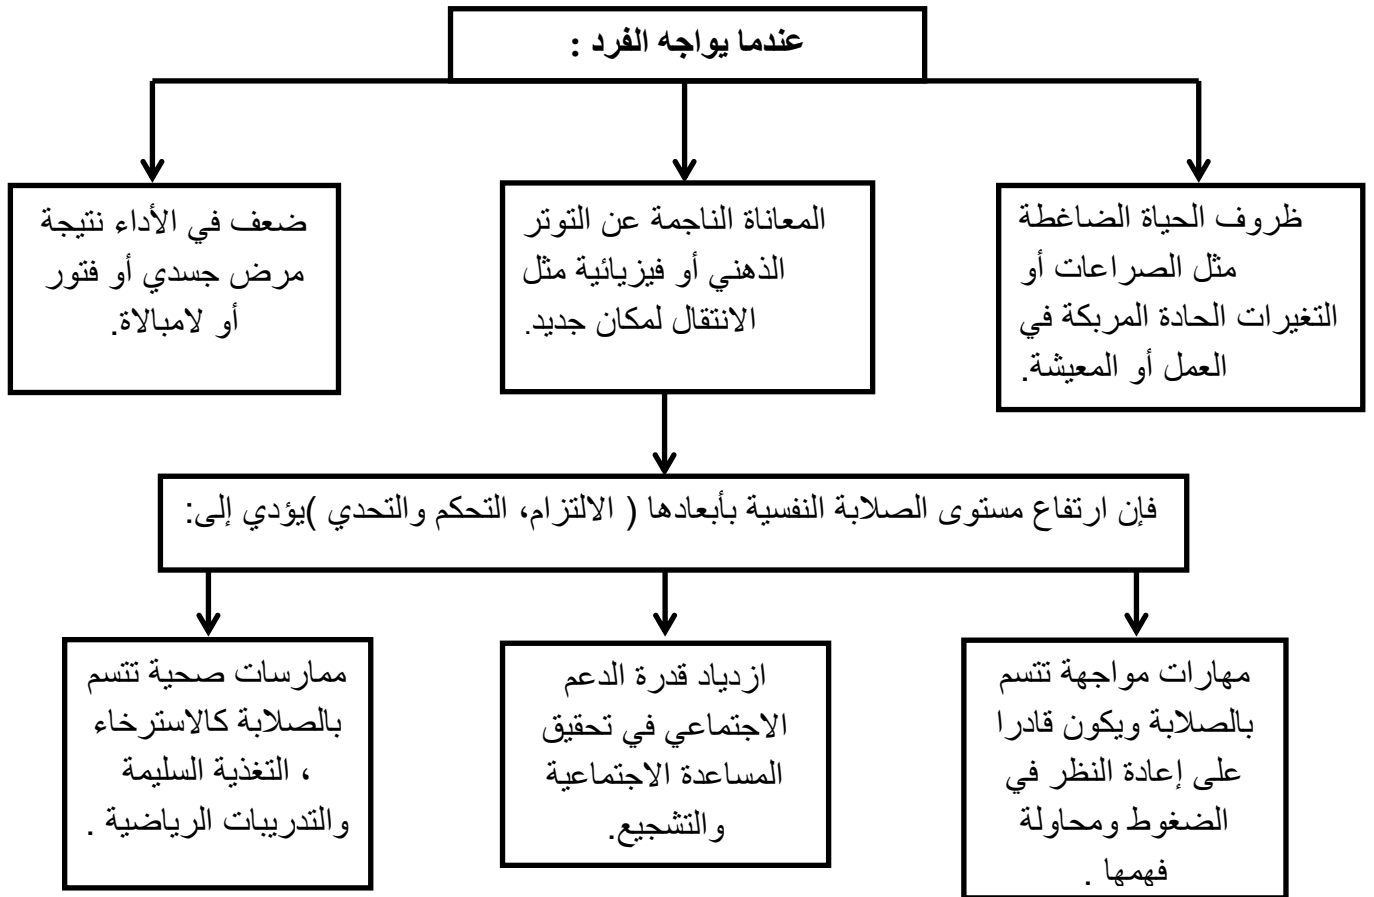 عندما يواجه الفرد :
ظروف الحياة الضاغطة
مثل الصراعات أو
التغيرات الحادة المربكة في
العمل أو المعيشة.
المعاناة الناجمة عن التوتر
الذهني أو فيزيائية مثل
الانتقال لمكان جديد.
ضعف في الأداء نتيجة
مرض جسدي أو فتور
أو لامبالاة.
فإن ارتفاع مستوى الصلابة النفسية بأبعادها ( الالتزام، التحكم والتحدي )يؤدي إلى:
مهارات مواجهة تتسم
بالصلابة ويكون قادرا
على إعادة النظر في
الضغوط ومحاولة
فهمها .
ازدياد قدرة الدعم
الاجتماعي في تحقيق
المساعدة الاجتماعية
والتشجيع.
ممارسات صحية تتسم
بالصلابة كالاسترخاء
، التغذية السليمة
والتدريبات الرياضية .